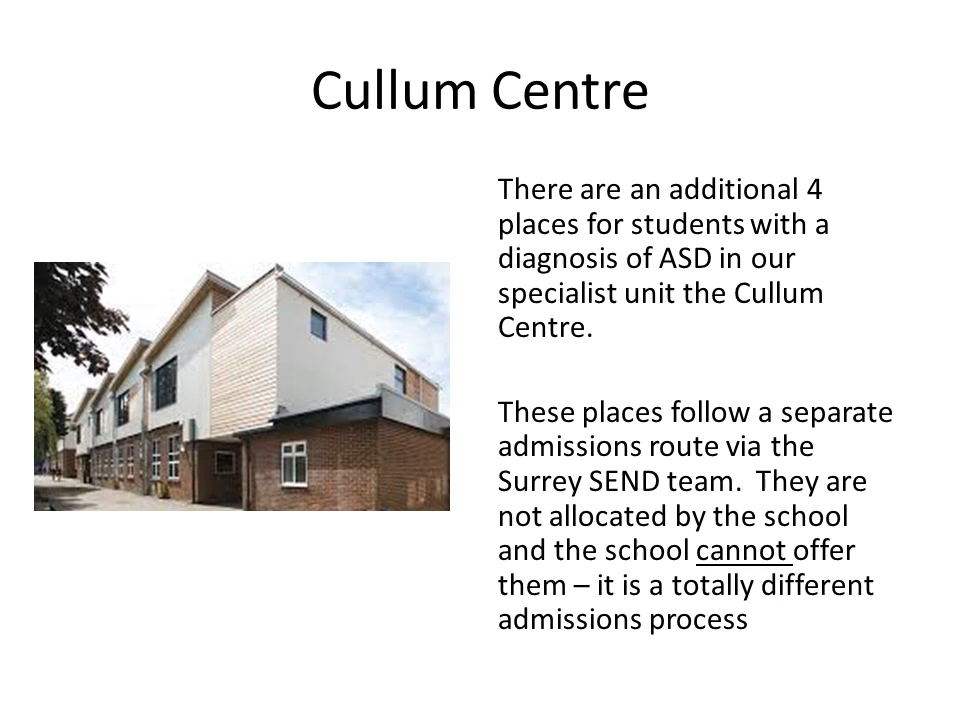 Cullum Centre
There are an additional 4
places for students with a
diagnosis of ASD in our
specialist unit the Cullum
Centre.
These places follow a separate
admissions route via the
Surrey SEND team.  They are
not allocated by the school
and the school cannot offer
them – it is a totally different
admissions process